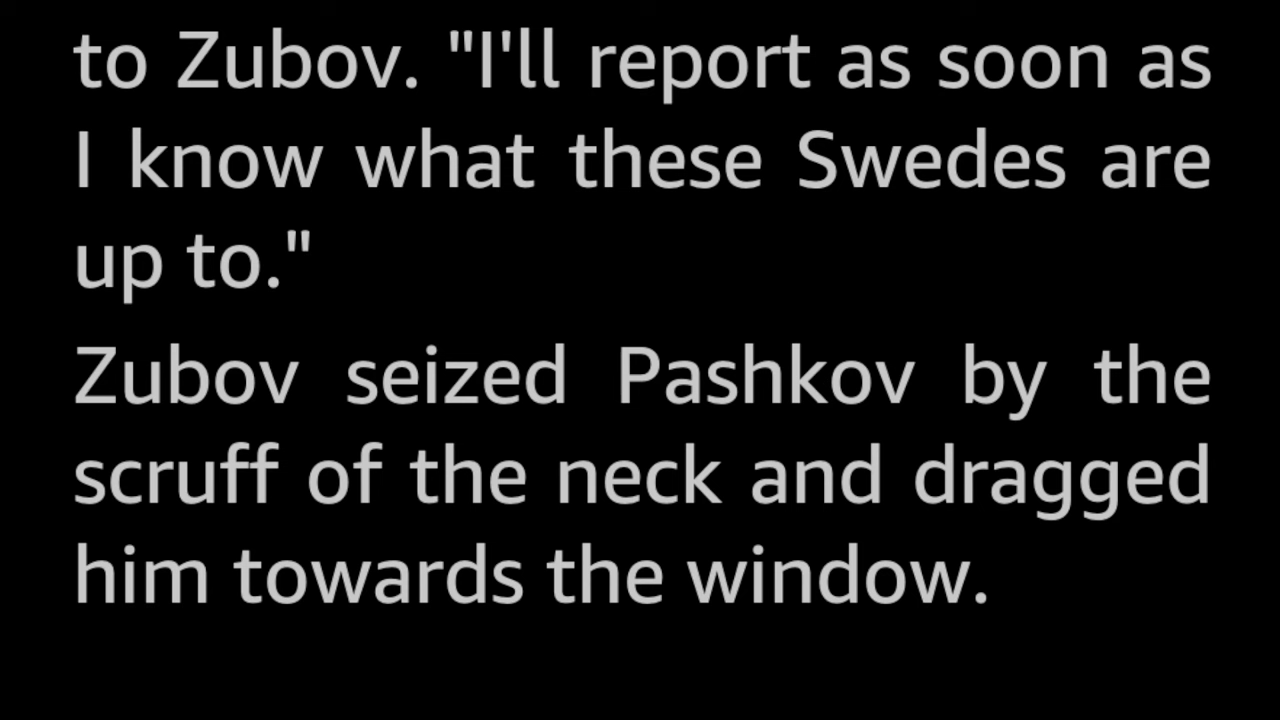 to Zubov. "I'll report as soon as
I know what these Swedes are
up to."
Zubov seized Pashkov by the
scruff of the neck and dragged
him towards the window.